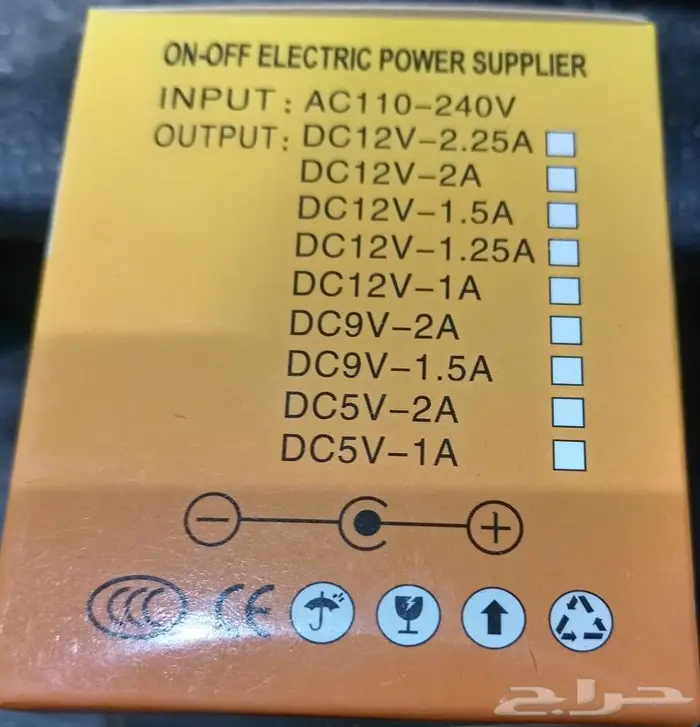 ON-OFF ELECTRIC POWER SUPPLIER
INPUT: AC110-240V
OUTPUT: DC12V-2.25A
DC12V-2A
DC12V-1.5A
DC12V-1.25A
DC12V-1A
DC9V-2A
DC9V-1.5A
DC5V-2A
DC5V-1A
CCC CE
حراج